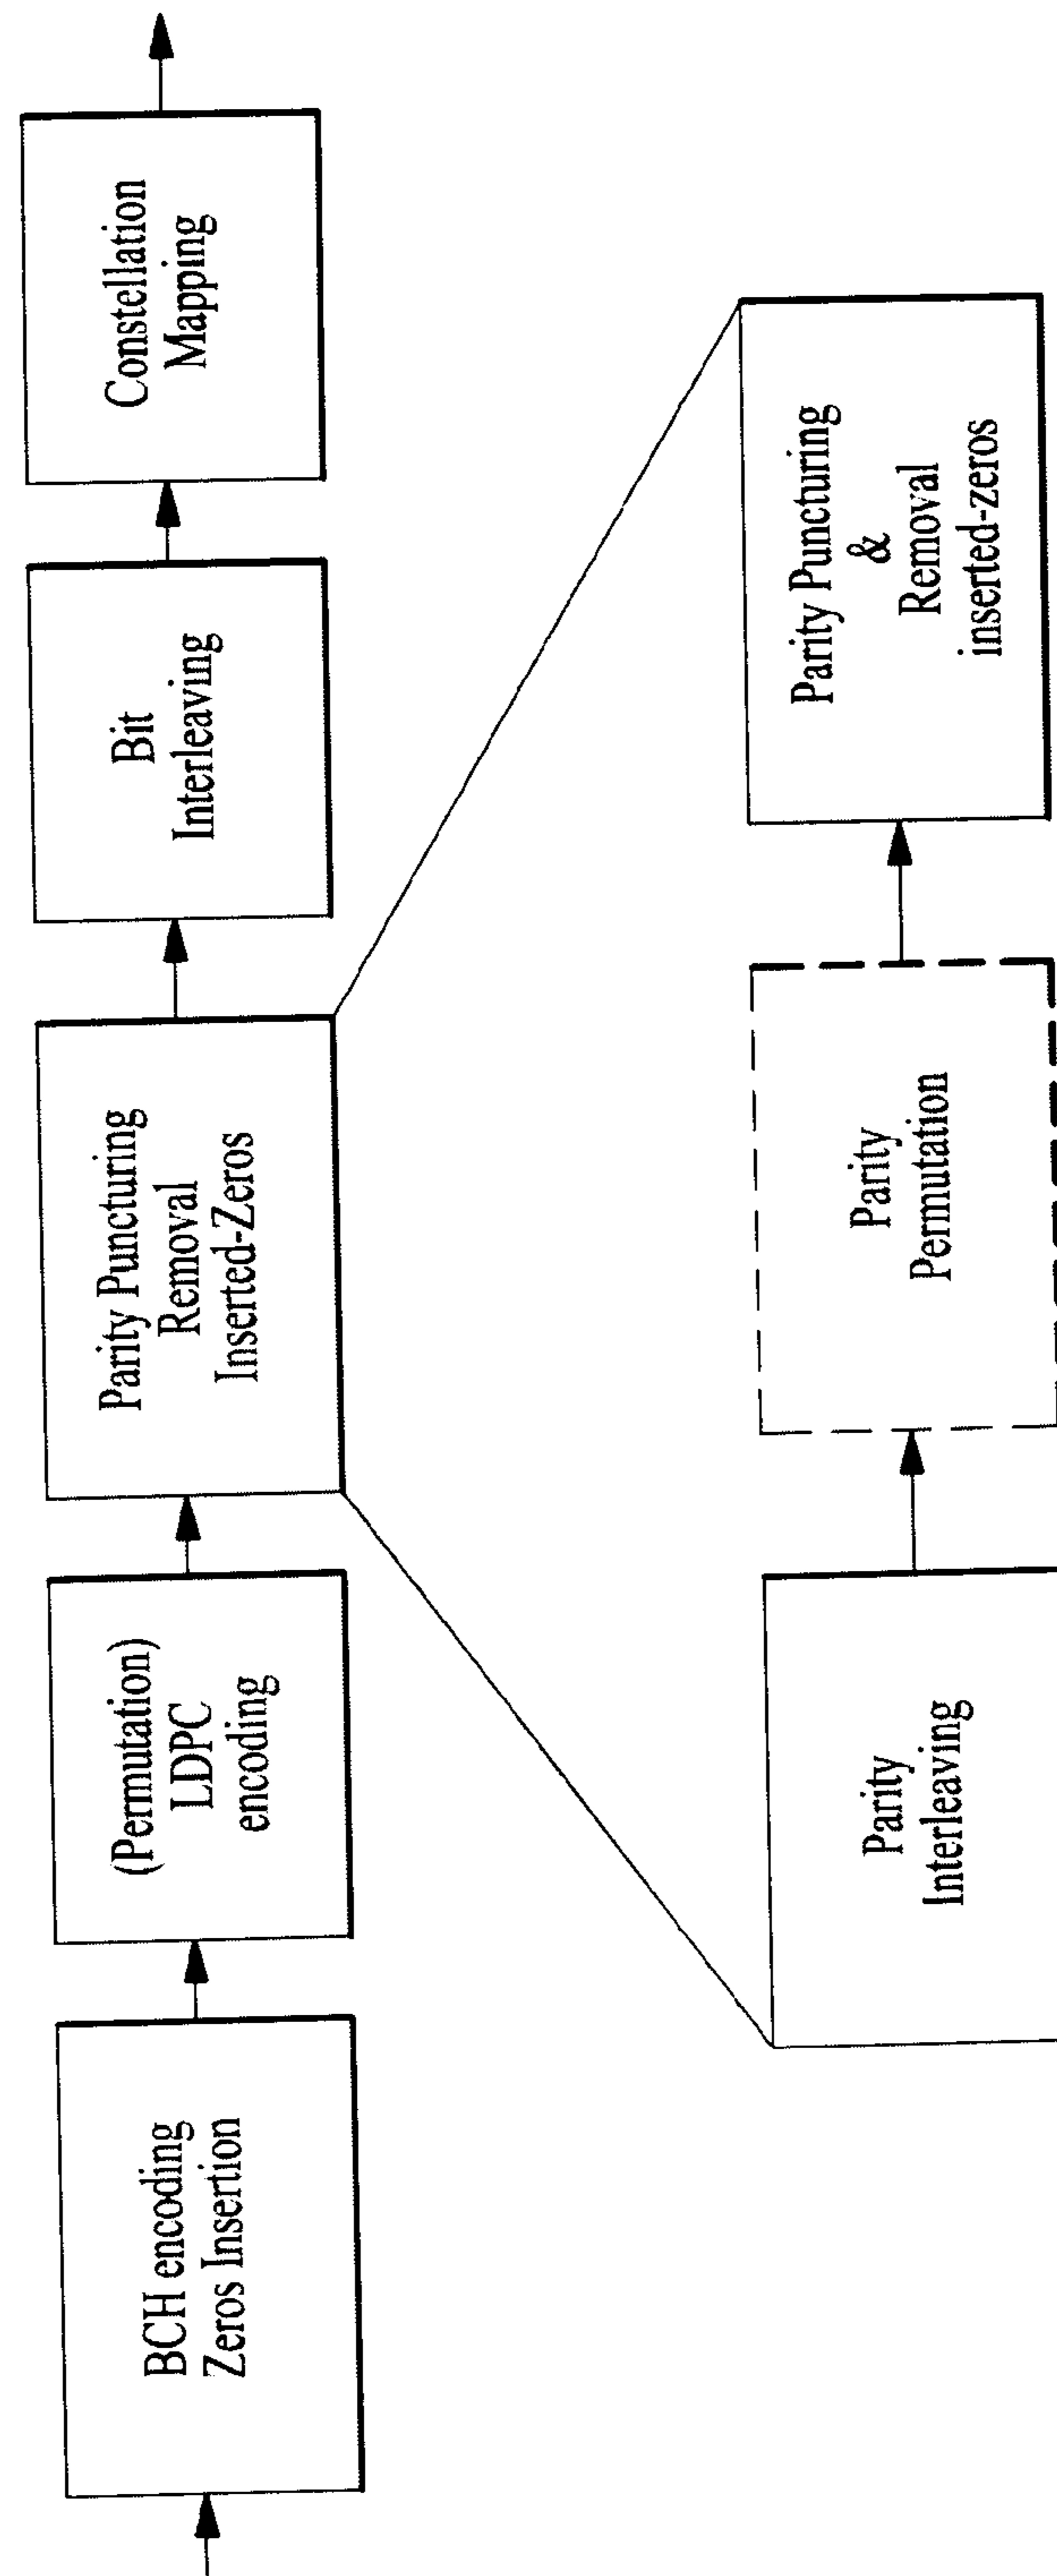 BCH encoding
Zeros Insertion
(Permutation)
LDPC
encoding
Parity Puncturing
Removal
Inserted-Zeros
Bit
Interleaving
Constellation
Mapping
Parity
Interleaving
Parity
Permutation
Parity Puncturing
&
Removal
inserted-zeros